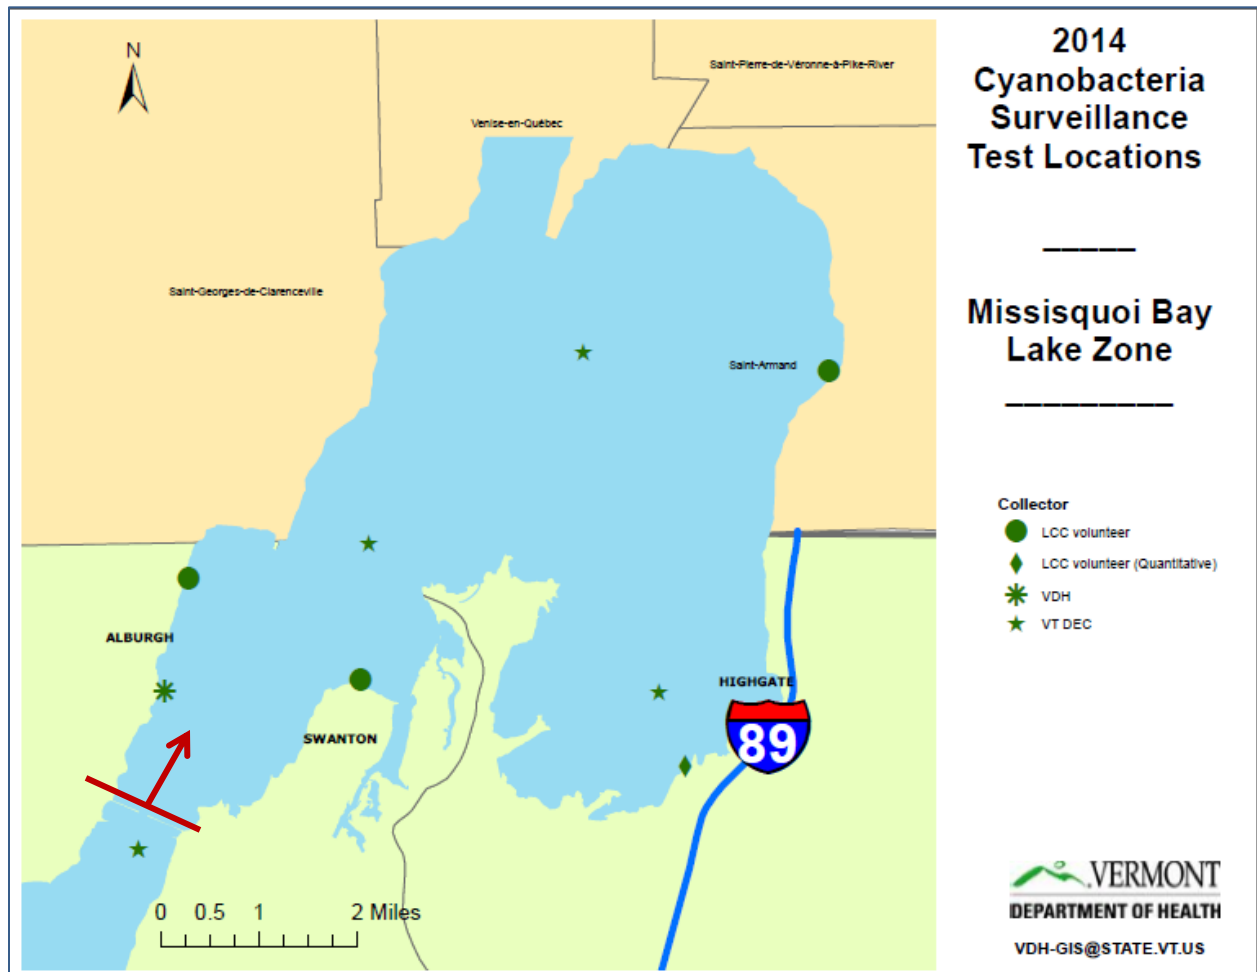 2014
Cyanobacteria
Surveillance
Test Locations
_____
Missisquoi Bay
Lake Zone
_________
N
Saint-Pierre-de-Véronne-à-Pike-River
Venise-en-Québec
Saint-Georges-de-Clarenceville
Saint-Armand
ALBURGH
SWANTON
HIGHGATE
89
0 0.5 1 2 Miles
Collector
LCC volunteer
LCC volunteer (Quantitative)
VDH
VT DEC
VERMONT
DEPARTMENT OF HEALTH
VDH-GIS@STATE.VT.US